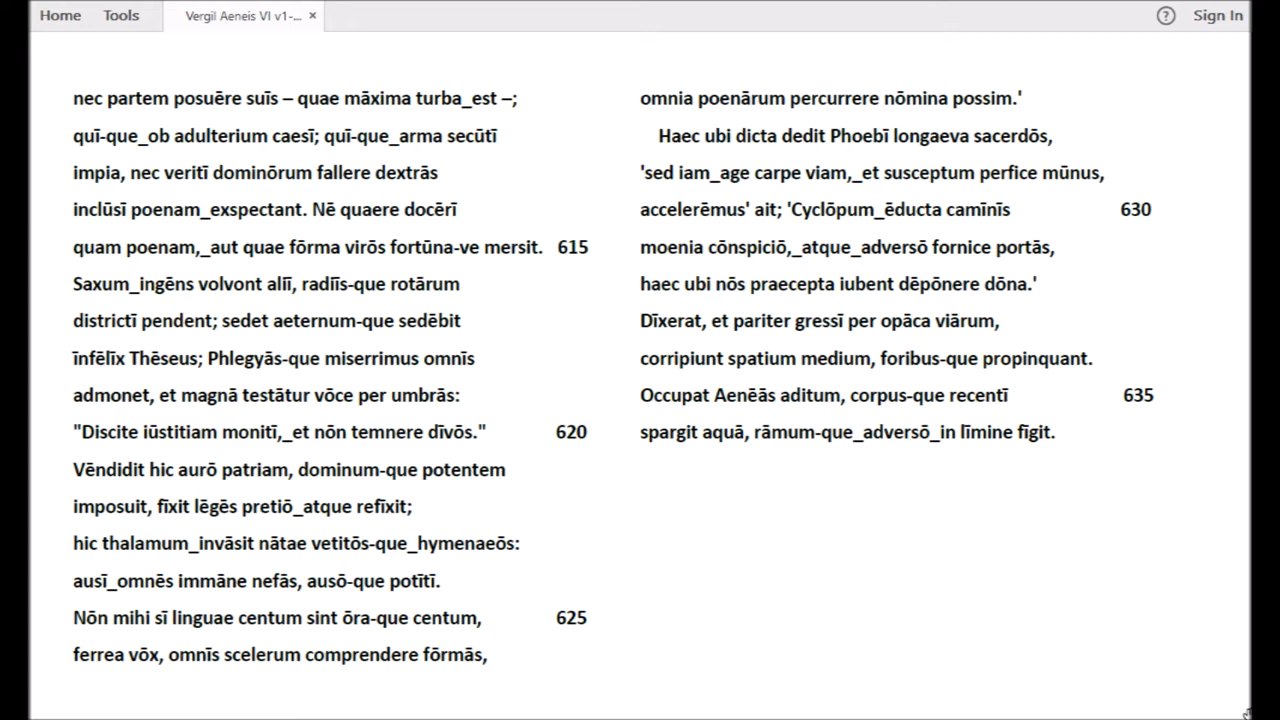 Home Tools Vergil Aeneis VI v1-... × ? Sign In
nec partem posuēre suīs – quae māxima turba_est –;
quī-que_ob adulterium caesī; quī-que_arma secūtī
impia, nec veritī dominōrum fallere dextrās
inclūsī poenam_exspectant. Nē quaere docērī
quam poenam,_aut quae fōrma virōs fortūna-ve mersit. 615
Saxum_ingēns volvont aliī, radiīs-que rotārum
districtī pendent; sedet aeternum-que sedēbit
īnfēlīx Thēseus; Phlegyās-que miserrimus omnīs
admonet, et magnā testātur vōce per umbrās:
"Discite iūstitiam monitī,_et nōn temnere dīvōs." 620
Vēndidit hic aurō patriam, dominum-que potentem
imposuit, fīxit lēgēs pretiō_atque refīxit;
hic thalamum_invāsit nātae vetitōs-que_hymenaeōs:
ausī_omnēs immāne nefās, ausō-que potītī.
Nōn mihi sī linguae centum sint ōra-que centum, 625
ferrea vōx, omnīs scelerum comprendere fōrmās,
omnia poenārum percurrere nōmina possim.'
Haec ubi dicta dedit Phoebī longaeva sacerdōs,
'sed iam_age carpe viam,_et susceptum perfice mūnus,
accelerēmus' ait; 'Cyclōpum_ēducta camīnīs 630
moenia cōnspiciō,_atque_adversō fornice portās,
haec ubi nōs praecepta iubent dēpōnere dōna.'
Dīxerat, et pariter gressī per opāca viārum,
corripiunt spatium medium, foribus-que propinquant.
Occupat Aenēās aditum, corpus-que recentī 635
spargit aquā, rāmum-que_adversō_in līmine fīgit.